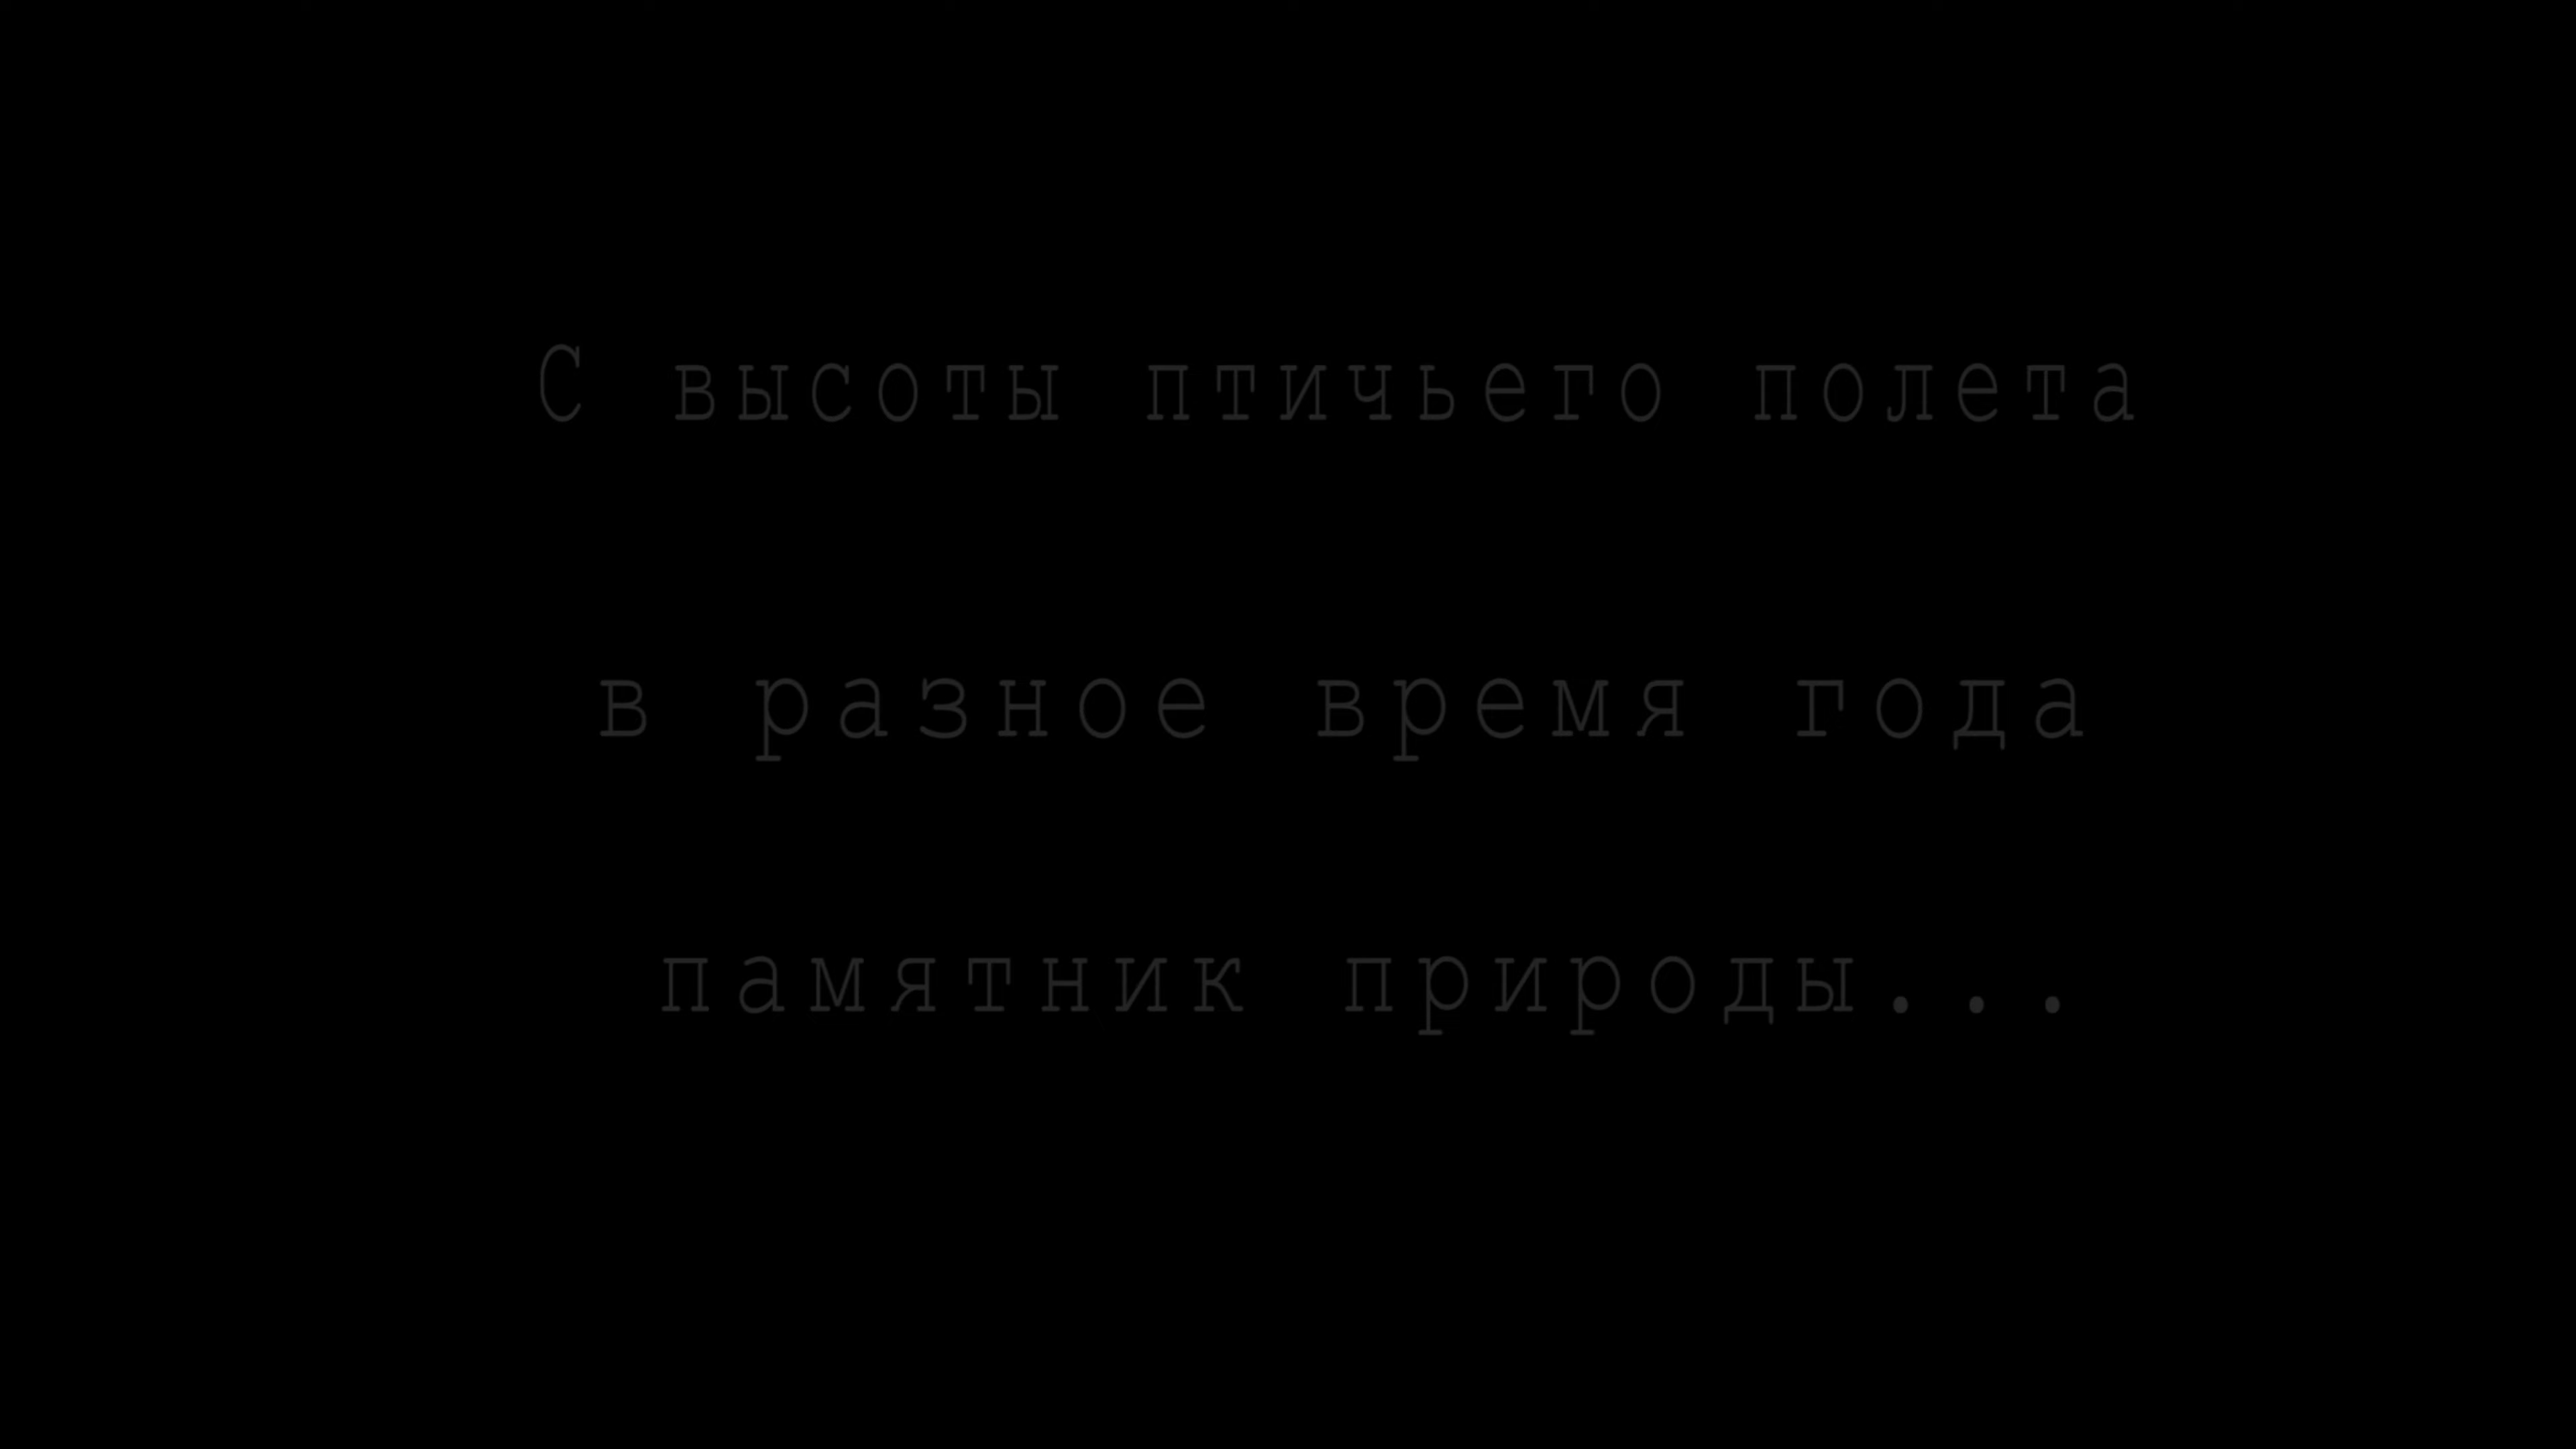 С высоты птичьего полета
в разное время года
памятник природы...